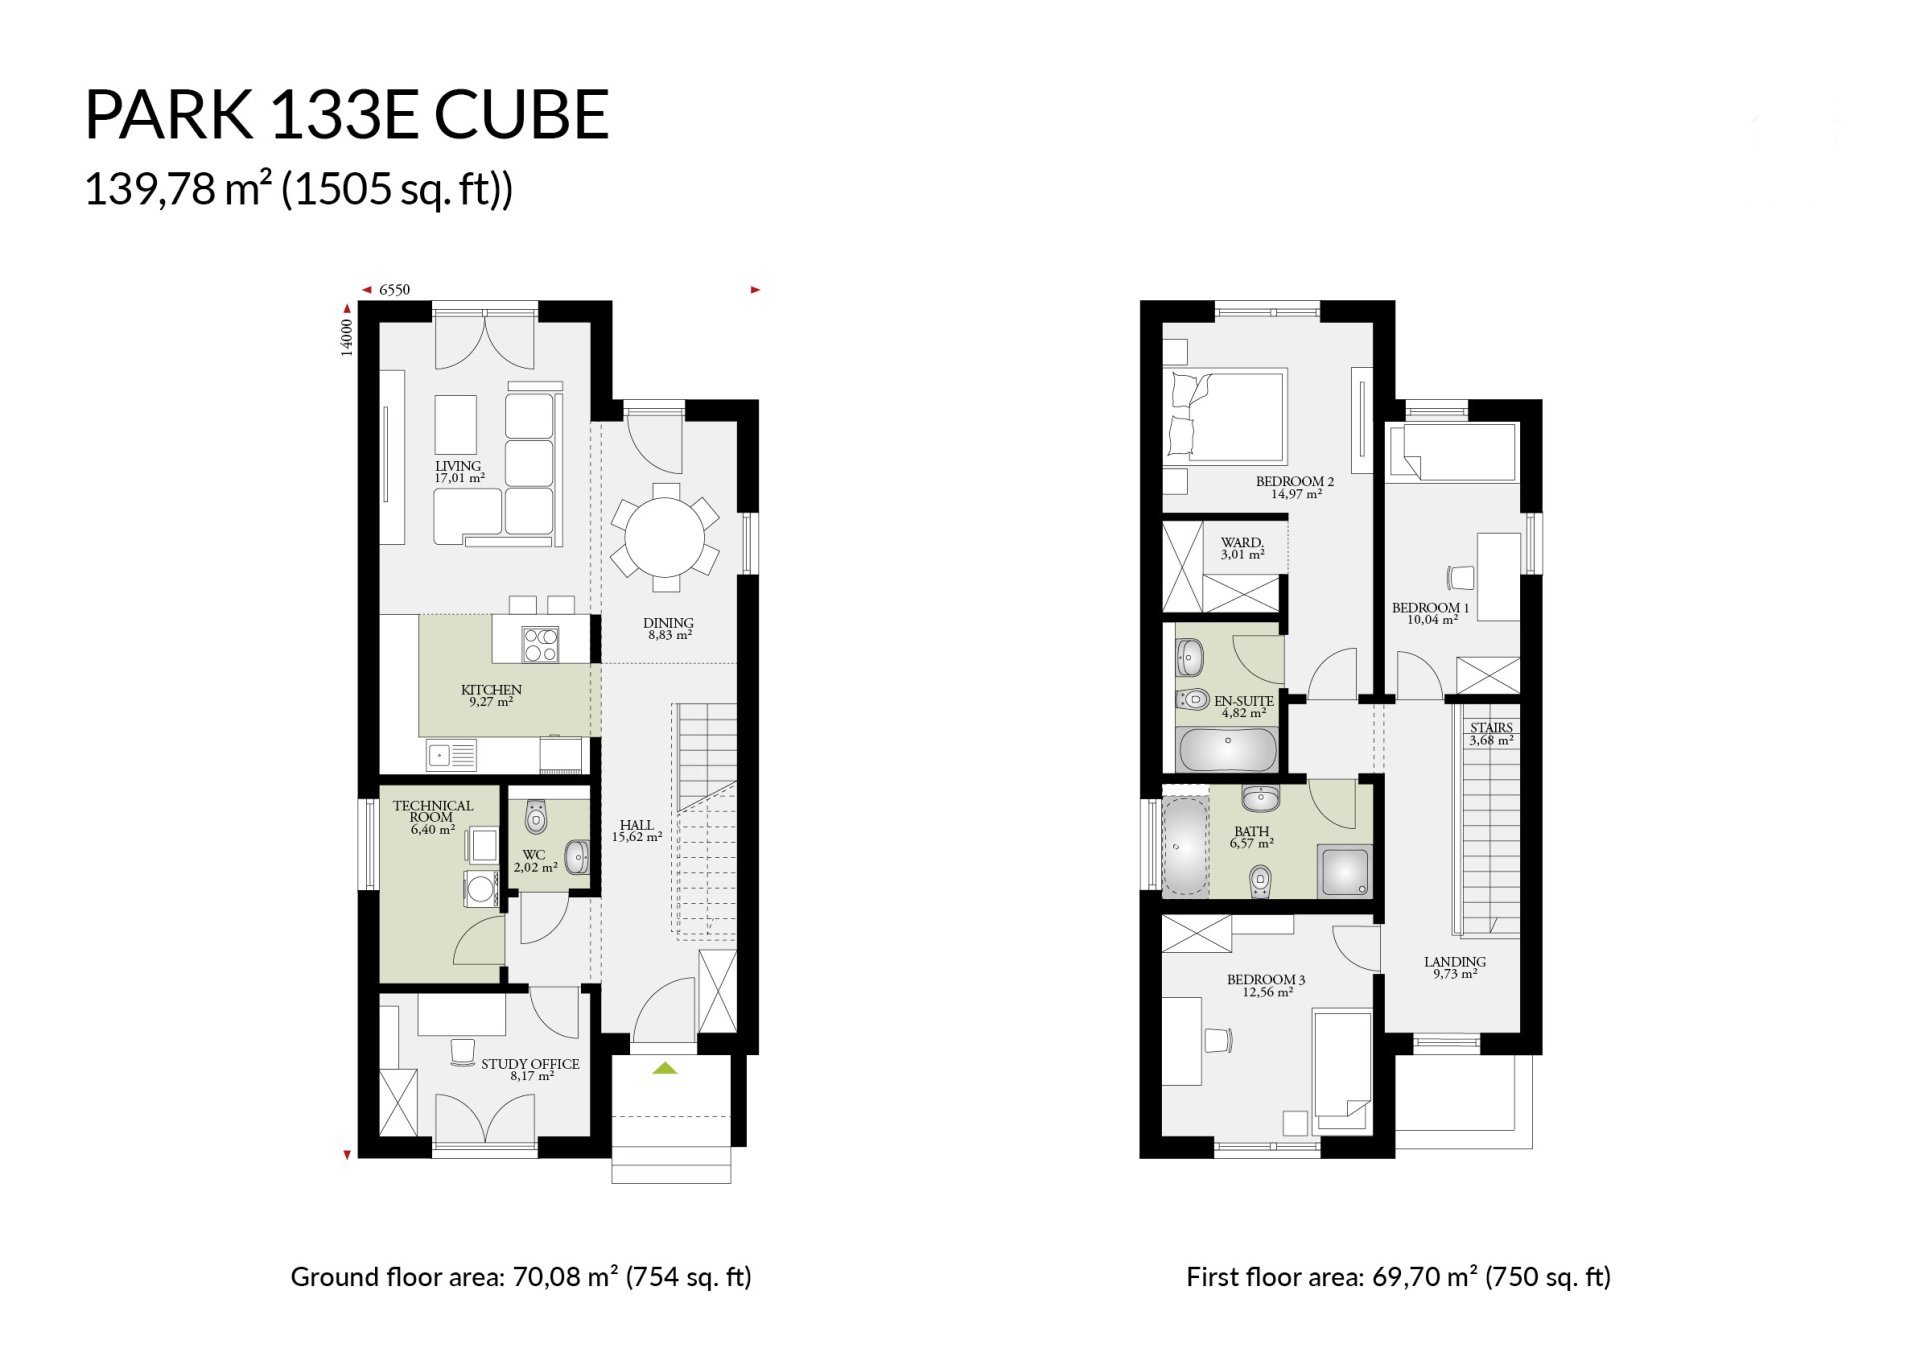 PARK 133E CUBE
139,78 m² (1505 sq. ft))
6550
14000
LIVING
17,01 m²
DINING
8,83 m²
KITCHEN
9,27 m²
TECHNICAL
ROOM
6,40 m²
WC
2,02 m²
HALL
15,62 m²
STUDY OFFICE
8,17 m²
BEDROOM 2
14,97 m²
WARD.
3,01 m²
BEDROOM 1
10,04 m²
EN-SUITE
4,82 m²
STAIRS
3,68 m²
BATH
6,57 m²
LANDING
9,73 m²
BEDROOM 3
12,56 m²
Ground floor area: 70,08 m² (754 sq. ft)
First floor area: 69,70 m² (750 sq. ft)